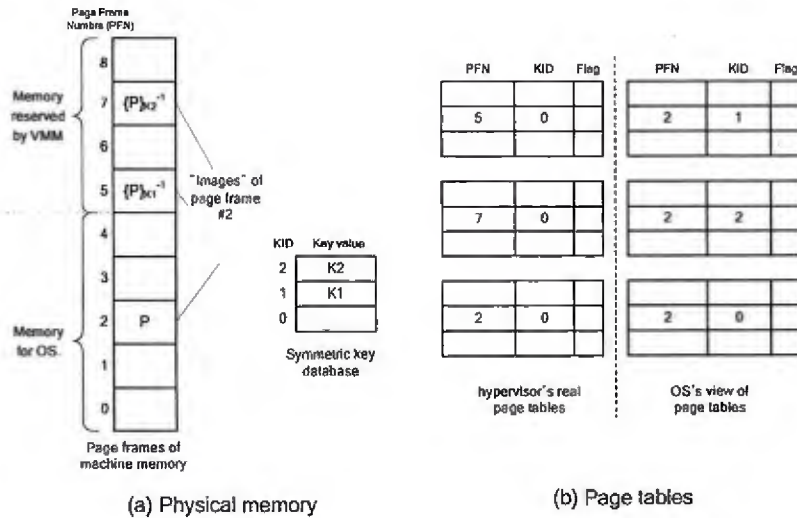 Page Frame
Numbre (PFN)
8
Memory
reserved
by VMM
7
{P}K2⁻¹
6
5
{P}K1⁻¹
"Images" of
page frame
#2
4
3
Memory
for OS.
2
P
1
0
Page frames of
machine memory
KID Key value
2 K2
1 K1
0
Symmetric key
database
(a) Physical memory
PFN KID Flag
5 0
7 0
2 0
hypervisor's real
page tables
PFN KID Flag
2 1
2 2
2 0
OS's view of
page tables
(b) Page tables